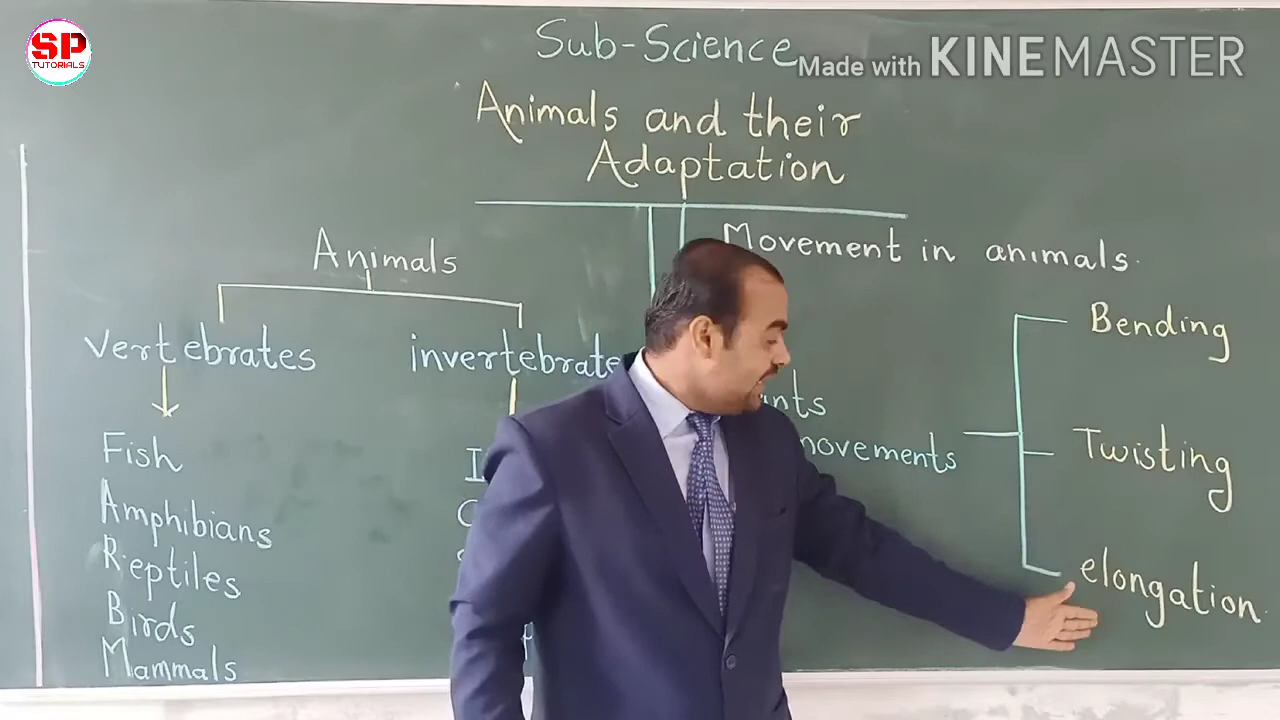 SP
TUTORIALS
Made with KINEMASTER
Sub-Science
Animals and their
Adaptation
Animals
vertebrates
Fish
Amphibians
Reptiles
Birds
Mammals
Movement in animals.
movements
Bending
Twisting
elongation.